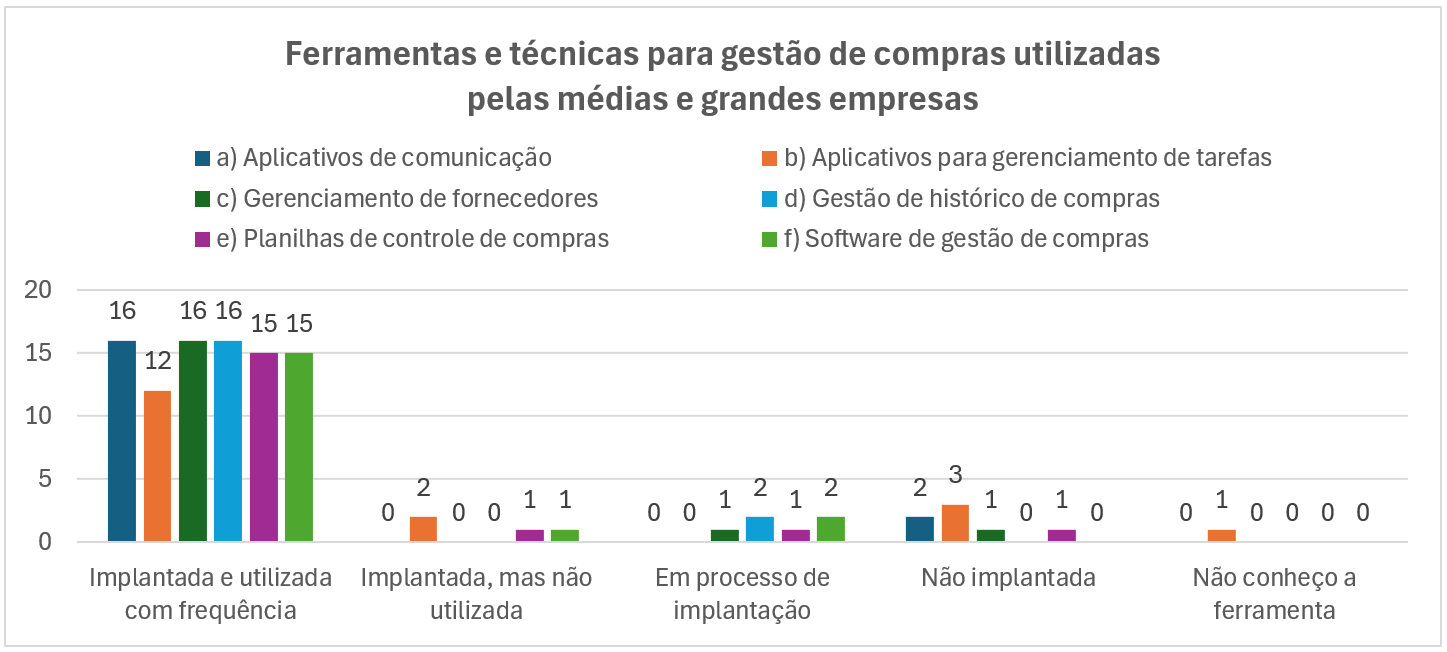 Ferramentas e técnicas para gestão de compras utilizadas
pelas médias e grandes empresas
a) Aplicativos de comunicação
b) Aplicativos para gerenciamento de tarefas
c) Gerenciamento de fornecedores
d) Gestão de histórico de compras
e) Planilhas de controle de compras
f) Software de gestão de compras
20
15
10
5
0
16 12 16 16 15 15
0 2 0 0 1 1
0 0 1 2 1 2
2 3 1 0 1 0
0 1 0 0 0 0
Implantada e utilizada
com frequência
Implantada, mas não
utilizada
Em processo de
implantação
Não implantada
Não conheço a
ferramenta